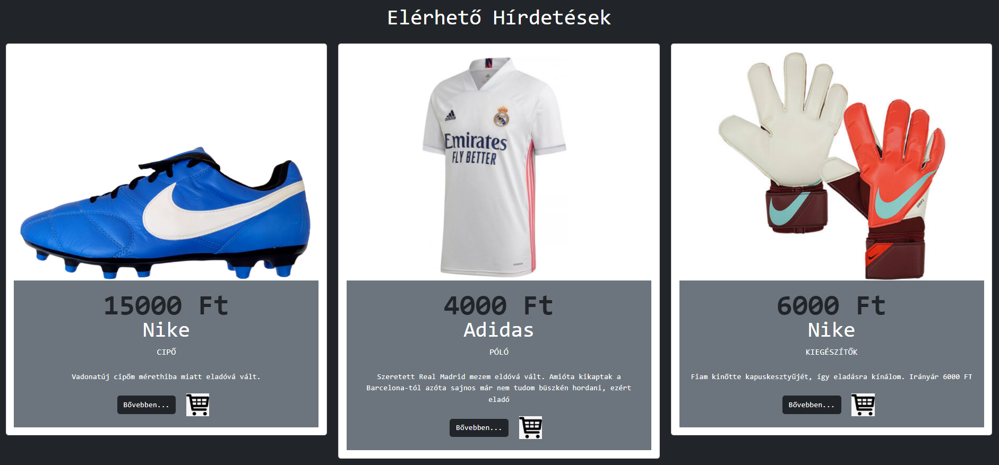 Elérhető Hírdetések
adidas
Emirates
FLY BETTER
15000 Ft
Nike
CIPŐ
Vadonatúj cipőm mérethiba miatt eladóvá vált.
Bővebben...
4000 Ft
Adidas
PÓLÓ
Szeretett Real Madrid mezem eldóvá vált. Amióta kikaptak a
Barcelona-tól azóta sajnos már nem tudom büszkén hordani, ezért
eladó
Bővebben...
6000 Ft
Nike
KIEGÉSZÍTŐK
Fiam kinőtte kapuskesztyűjét, így eladásra kínálom. Irányár 6000 FT
Bővebben...